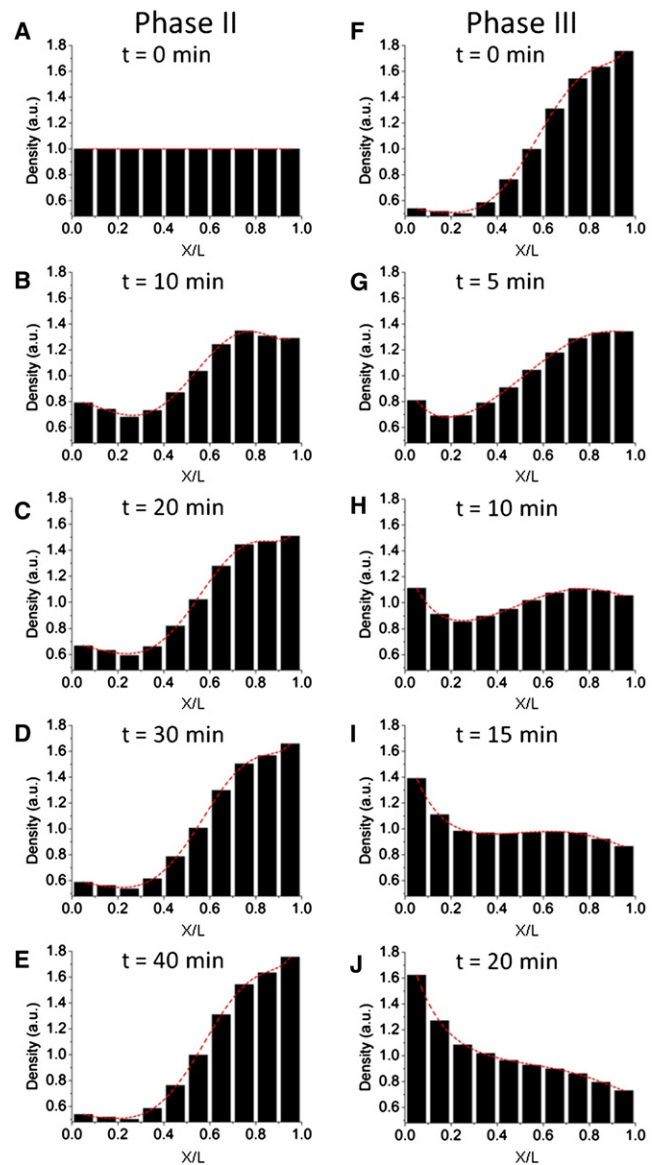 Phase II
Phase III
A
t = 0 min
1.8
1.6
1.4
1.2
1.0
0.8
0.6
Density (a.u.)
0.0 0.2 0.4 0.6 0.8 1.0
X/L
F
t = 0 min
1.8
1.6
1.4
1.2
1.0
0.8
0.6
Density (a.u.)
0.0 0.2 0.4 0.6 0.8 1.0
X/L
B
t = 10 min
1.8
1.6
1.4
1.2
1.0
0.8
0.6
Density (a.u.)
0.0 0.2 0.4 0.6 0.8 1.0
X/L
G
t = 5 min
1.8
1.6
1.4
1.2
1.0
0.8
0.6
Density (a.u.)
0.0 0.2 0.4 0.6 0.8 1.0
X/L
C
t = 20 min
1.8
1.6
1.4
1.2
1.0
0.8
0.6
Density (a.u.)
0.0 0.2 0.4 0.6 0.8 1.0
X/L
H
t = 10 min
1.8
1.6
1.4
1.2
1.0
0.8
0.6
Density (a.u.)
0.0 0.2 0.4 0.6 0.8 1.0
X/L
D
t = 30 min
1.8
1.6
1.4
1.2
1.0
0.8
0.6
Density (a.u.)
0.0 0.2 0.4 0.6 0.8 1.0
X/L
I
t = 15 min
1.8
1.6
1.4
1.2
1.0
0.8
0.6
Density (a.u.)
0.0 0.2 0.4 0.6 0.8 1.0
X/L
E
t = 40 min
1.8
1.6
1.4
1.2
1.0
0.8
0.6
Density (a.u.)
0.0 0.2 0.4 0.6 0.8 1.0
X/L
J
t = 20 min
1.8
1.6
1.4
1.2
1.0
0.8
0.6
Density (a.u.)
0.0 0.2 0.4 0.6 0.8 1.0
X/L